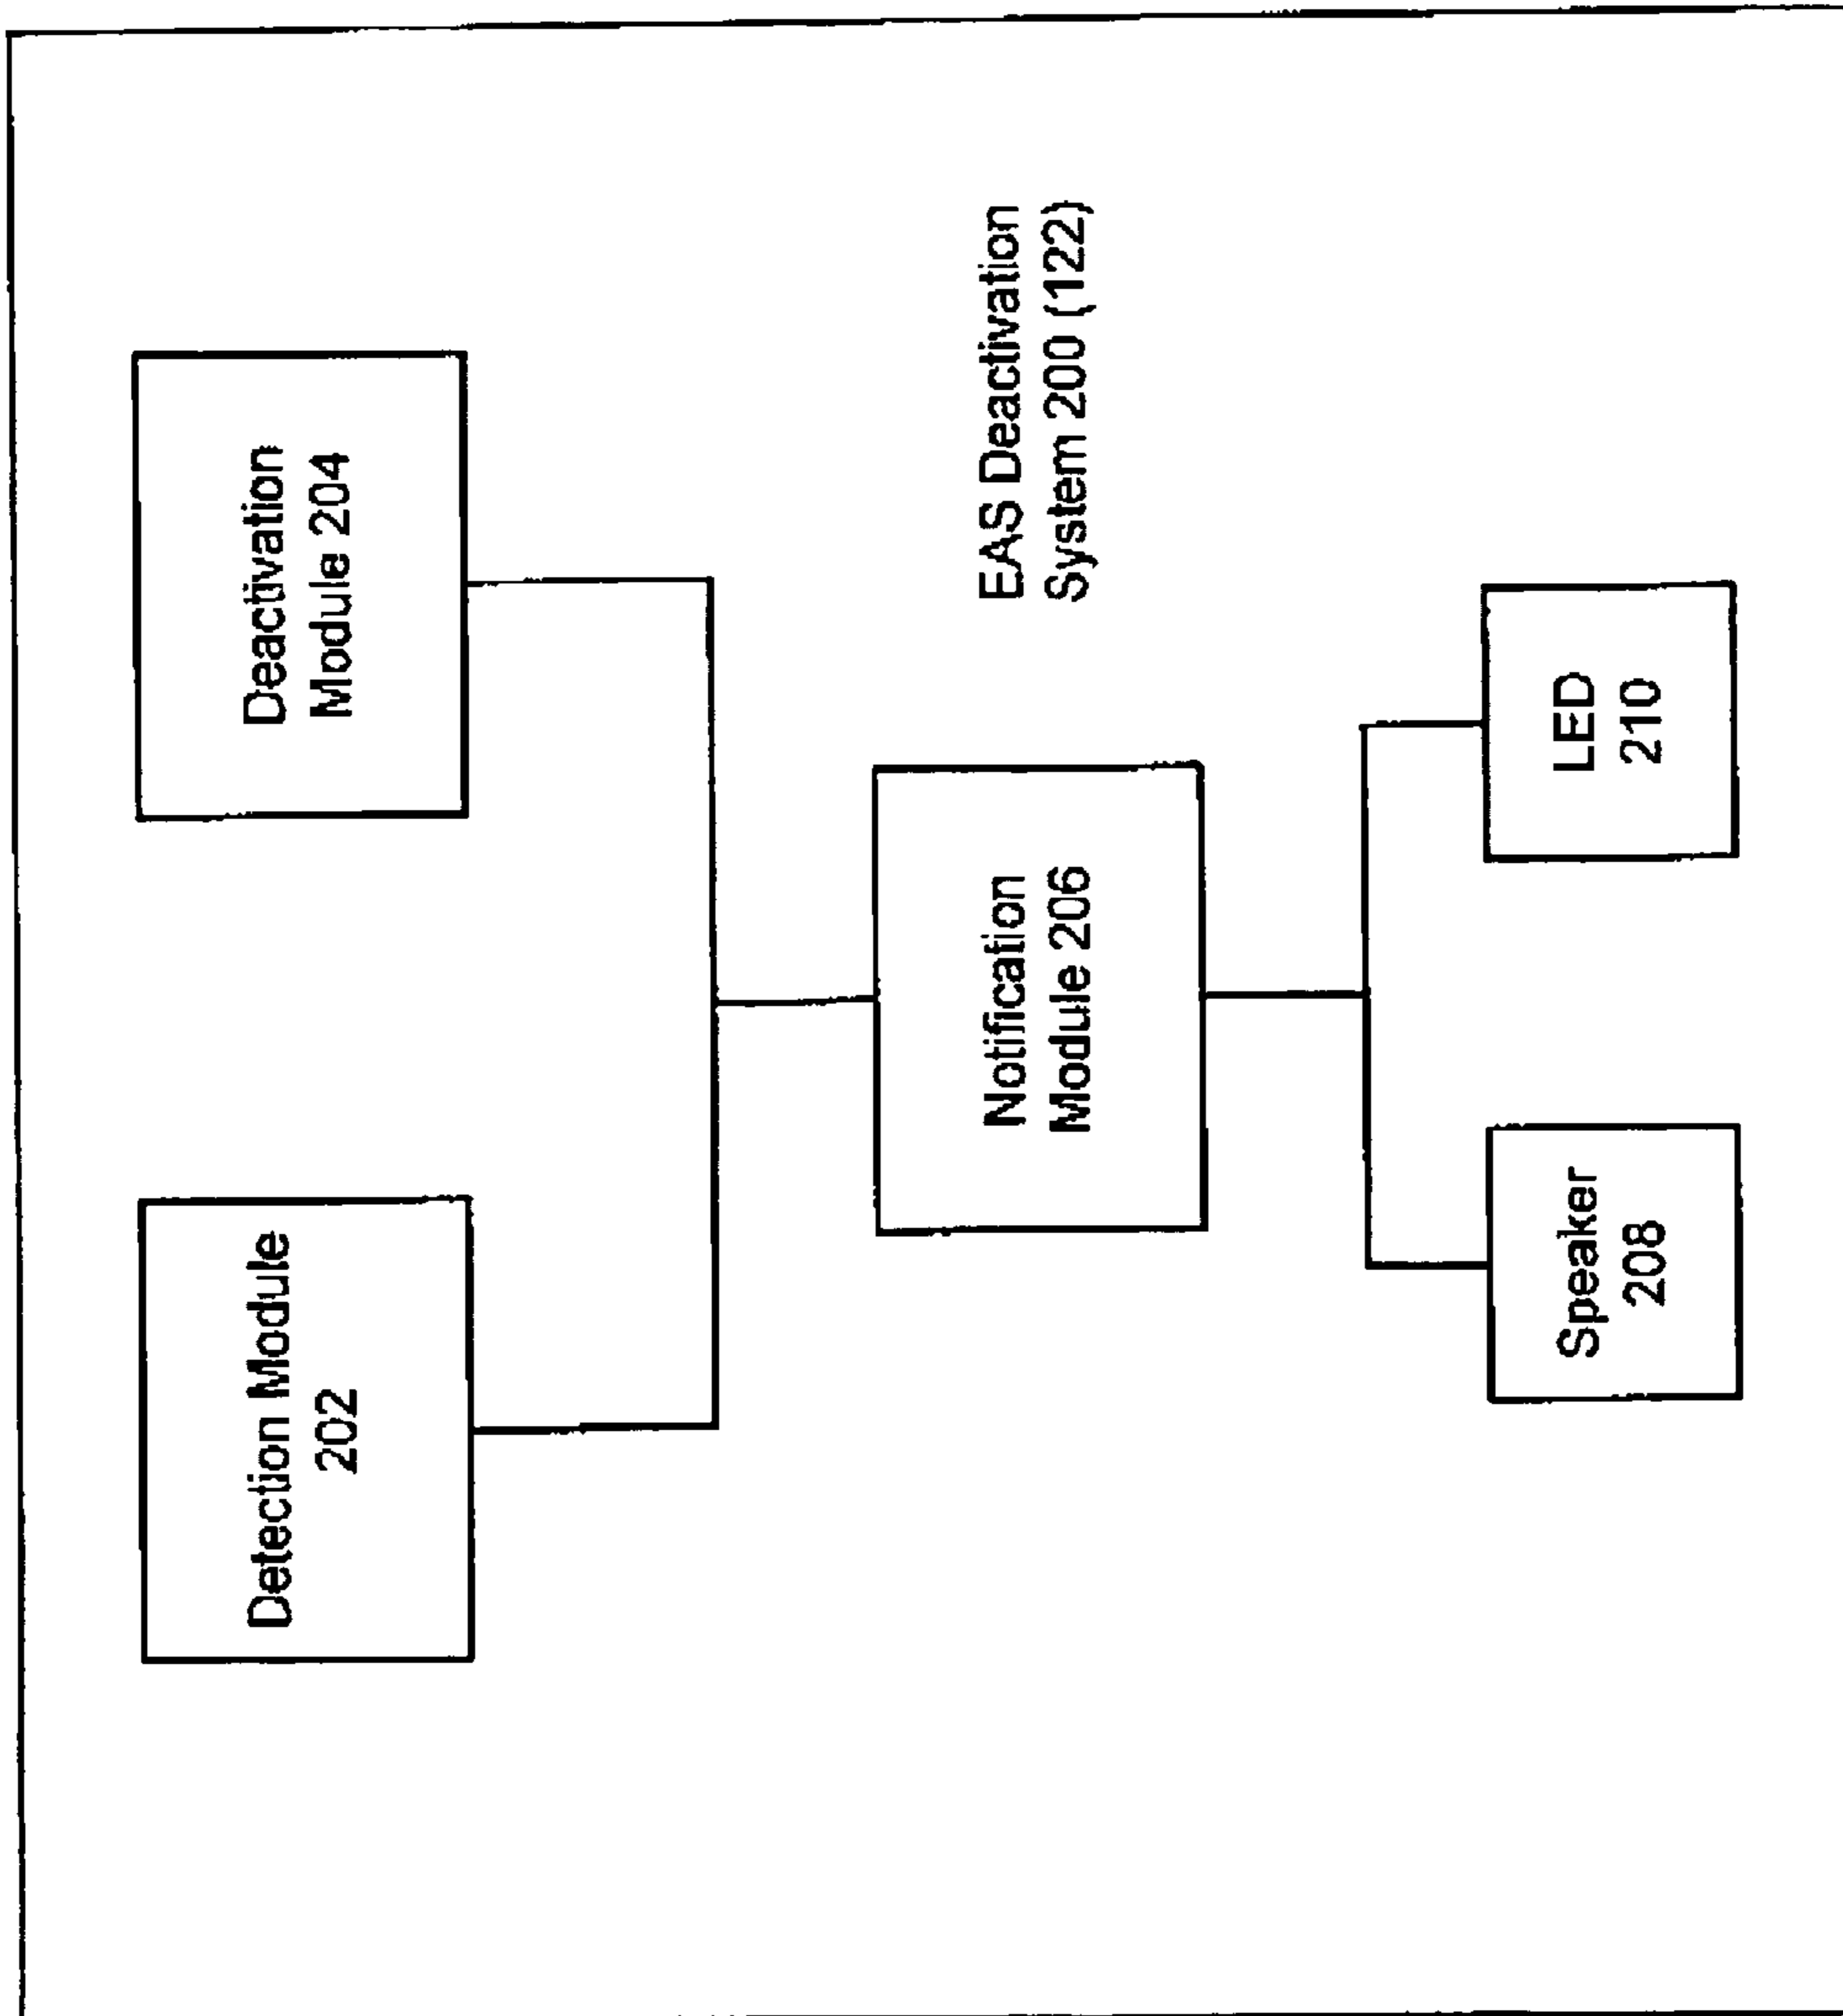 Detection Module
202
Deactivation
Module 204
Notification
Module 206
EAS Deactivation
System 200 (122)
Speaker
208
LED
210